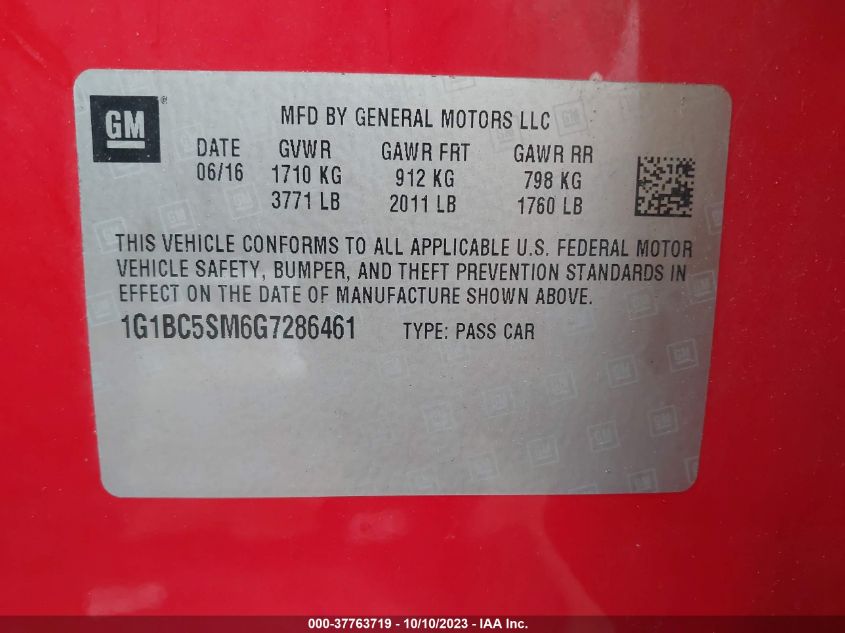 GM
MFD BY GENERAL MOTORS LLC
DATE GVWR GAWR FRT GAWR RR
06/16 1710 KG 912 KG 798 KG
3771 LB 2011 LB 1760 LB
THIS VEHICLE CONFORMS TO ALL APPLICABLE U.S. FEDERAL MOTOR
VEHICLE SAFETY, BUMPER, AND THEFT PREVENTION STANDARDS IN
EFFECT ON THE DATE OF MANUFACTURE SHOWN ABOVE.
1G1BC5SM6G7286461 TYPE: PASS CAR
000-37763719 - 10/10/2023 - IAA Inc.